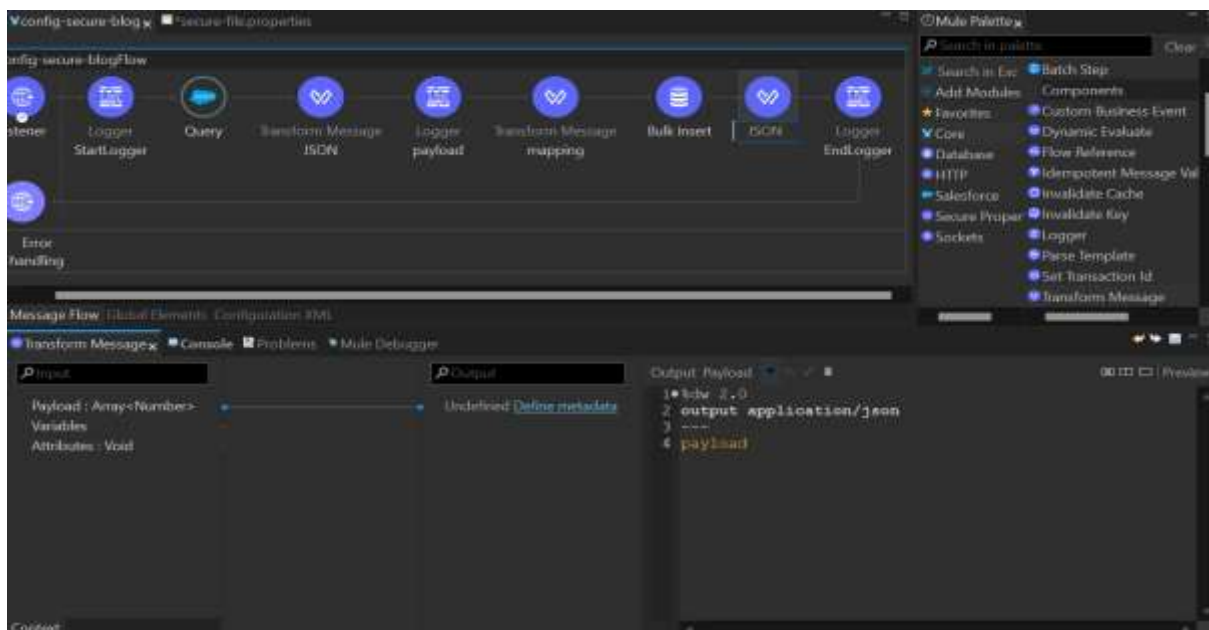 config-secure-blog *secure-file.properties
Mule Palette
onfig-secure-blogFlow
Search in palette Clear
stener
Logger
StartLogger
Query
Transform Message
JSON
Logger
payload
Transform Message
mapping
Bulk insert
JSON
Logger
EndLogger
Error
handling
Search in Exc
Add Modules
Favorites
Core
Database
HTTP
Salesforce
Secure Proper
Sockets
Batch Step
Components
Custom Business Event
Dynamic Evaluate
Flow Reference
Idempotent Message Val
Invalidate Cache
Invalidate Key
Logger
Parse Template
Set Transaction Id
Transform Message
Message Flow Global Elements Configuration XML
Transform Message Console Problems Mule Debugger
Input
Payload : Array<Number>
Variables
Attributes : Void
Output
Undefined Define metadata
Output Payload Preview
1 %dw 2.0
2 output application/json
3 ---
4 payload
Context